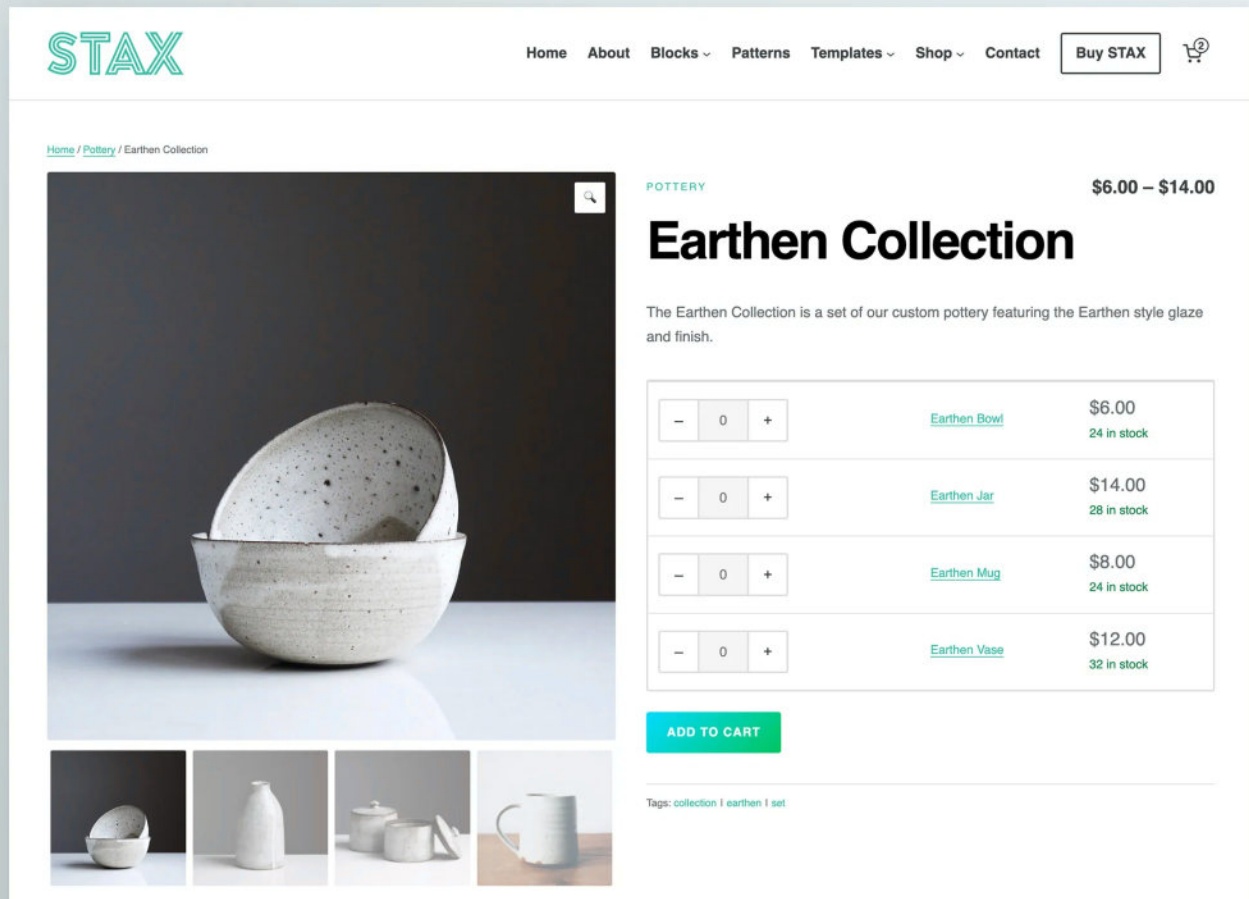 STAX
Home About Blocks Patterns Templates Shop Contact Buy STAX 2
Home / Pottery / Earthen Collection
POTTERY $6.00 – $14.00
Earthen Collection
The Earthen Collection is a set of our custom pottery featuring the Earthen style glaze
and finish.
– 0 + Earthen Bowl $6.00
24 in stock
– 0 + Earthen Jar $14.00
28 in stock
– 0 + Earthen Mug $8.00
24 in stock
– 0 + Earthen Vase $12.00
32 in stock
ADD TO CART
Tags: collection | earthen | set